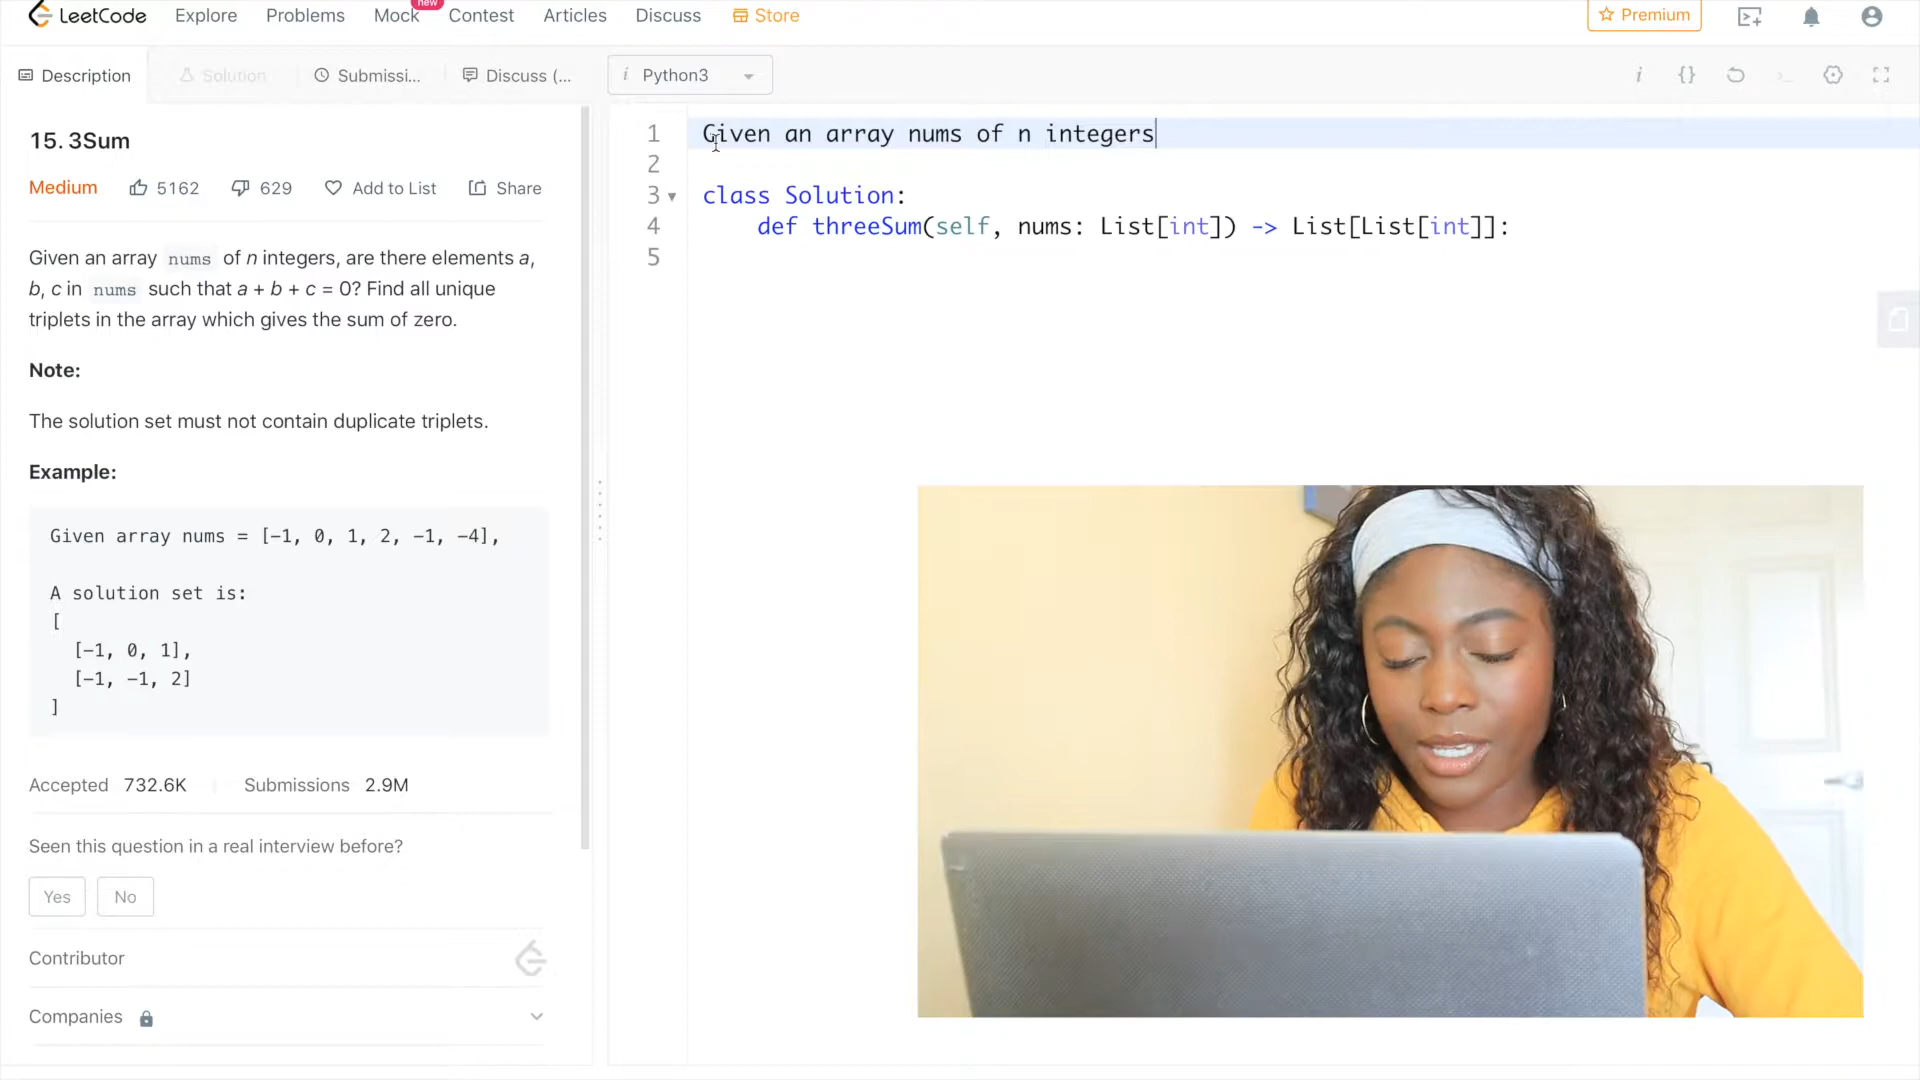 LeetCode Explore Problems Mock new Contest Articles Discuss Store Premium
Description Solution Submissi... Discuss (... i Python3
15. 3Sum
Medium 5162 629 Add to List Share
Given an array nums of n integers, are there elements a,
b, c in nums such that a + b + c = 0? Find all unique
triplets in the array which gives the sum of zero.
Note:
The solution set must not contain duplicate triplets.
Example:
Given array nums = [-1, 0, 1, 2, -1, -4],
A solution set is:
[
[-1, 0, 1],
[-1, -1, 2]
]
Accepted 732.6K Submissions 2.9M
Seen this question in a real interview before?
Yes No
Contributor
Companies
1 Given an array nums of n integers
2
3 class Solution:
4 def threeSum(self, nums: List[int]) -> List[List[int]]:
5